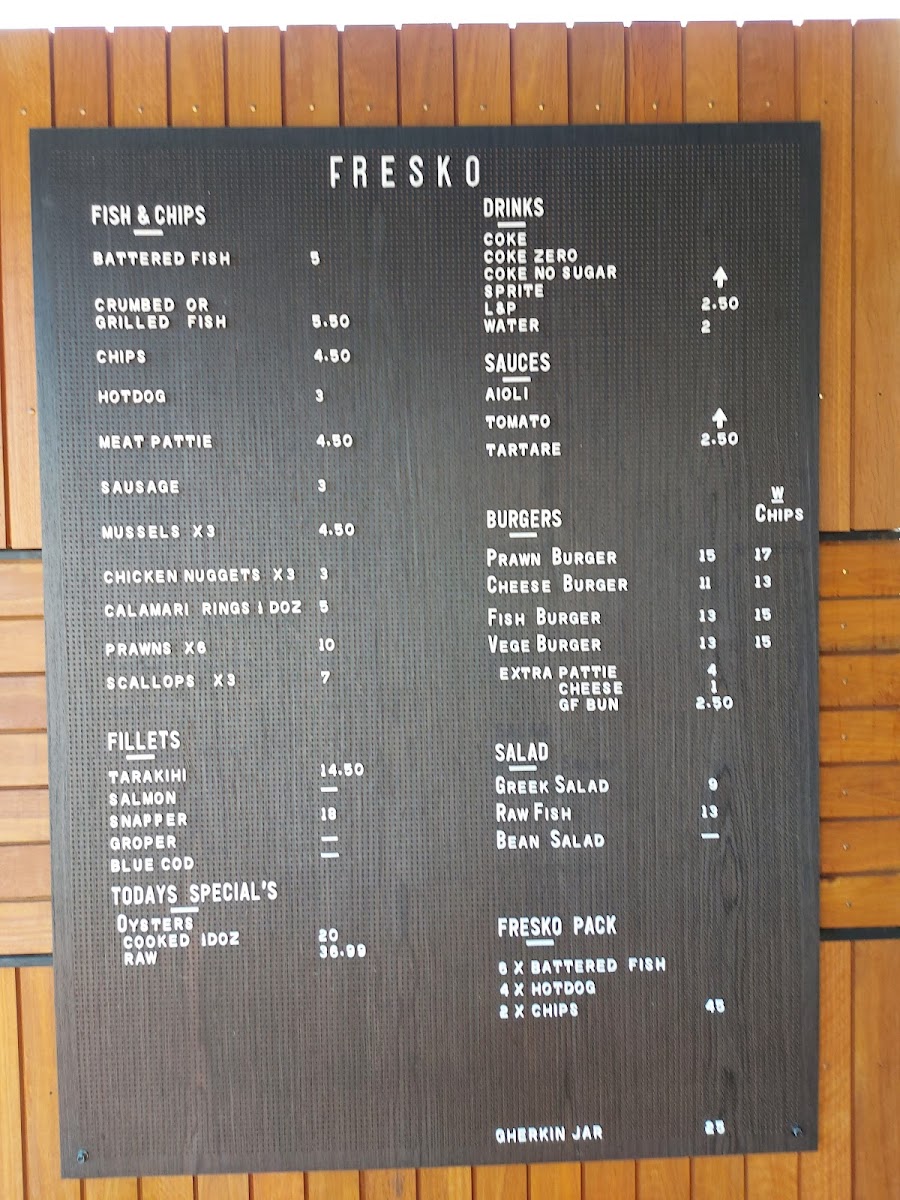 FRESKO
FISH & CHIPS
BATTERED FISH 5
CRUMBED OR
GRILLED FISH 5.50
CHIPS 4.50
HOTDOG 3
MEAT PATTIE 4.50
SAUSAGE 3
MUSSELS X3 4.50
CHICKEN NUGGETS X3 3
CALAMARI RINGS 1 DOZ 5
PRAWNS X6 10
SCALLOPS X3 7
FILLETS
TARAKIHI 14.50
SALMON —
SNAPPER 18
GROPER —
BLUE COD —
TODAYS SPECIAL'S
OYSTERS
COOKED 1DOZ 20
RAW 36.99
DRINKS
COKE
COKE ZERO
COKE NO SUGAR ↑
SPRITE
L&P 2.50
WATER 2
SAUCES
AIOLI
TOMATO ↑
TARTARE 2.50
BURGERS W CHIPS
PRAWN BURGER 15 17
CHEESE BURGER 11 13
FISH BURGER 13 15
VEGE BURGER 13 15
EXTRA PATTIE 4
CHEESE 1
GF BUN 2.50
SALAD
GREEK SALAD 9
RAW FISH 13
BEAN SALAD —
FRESKO PACK
6 X BATTERED FISH
4 X HOTDOG
2 X CHIPS 45
GHERKIN JAR 25